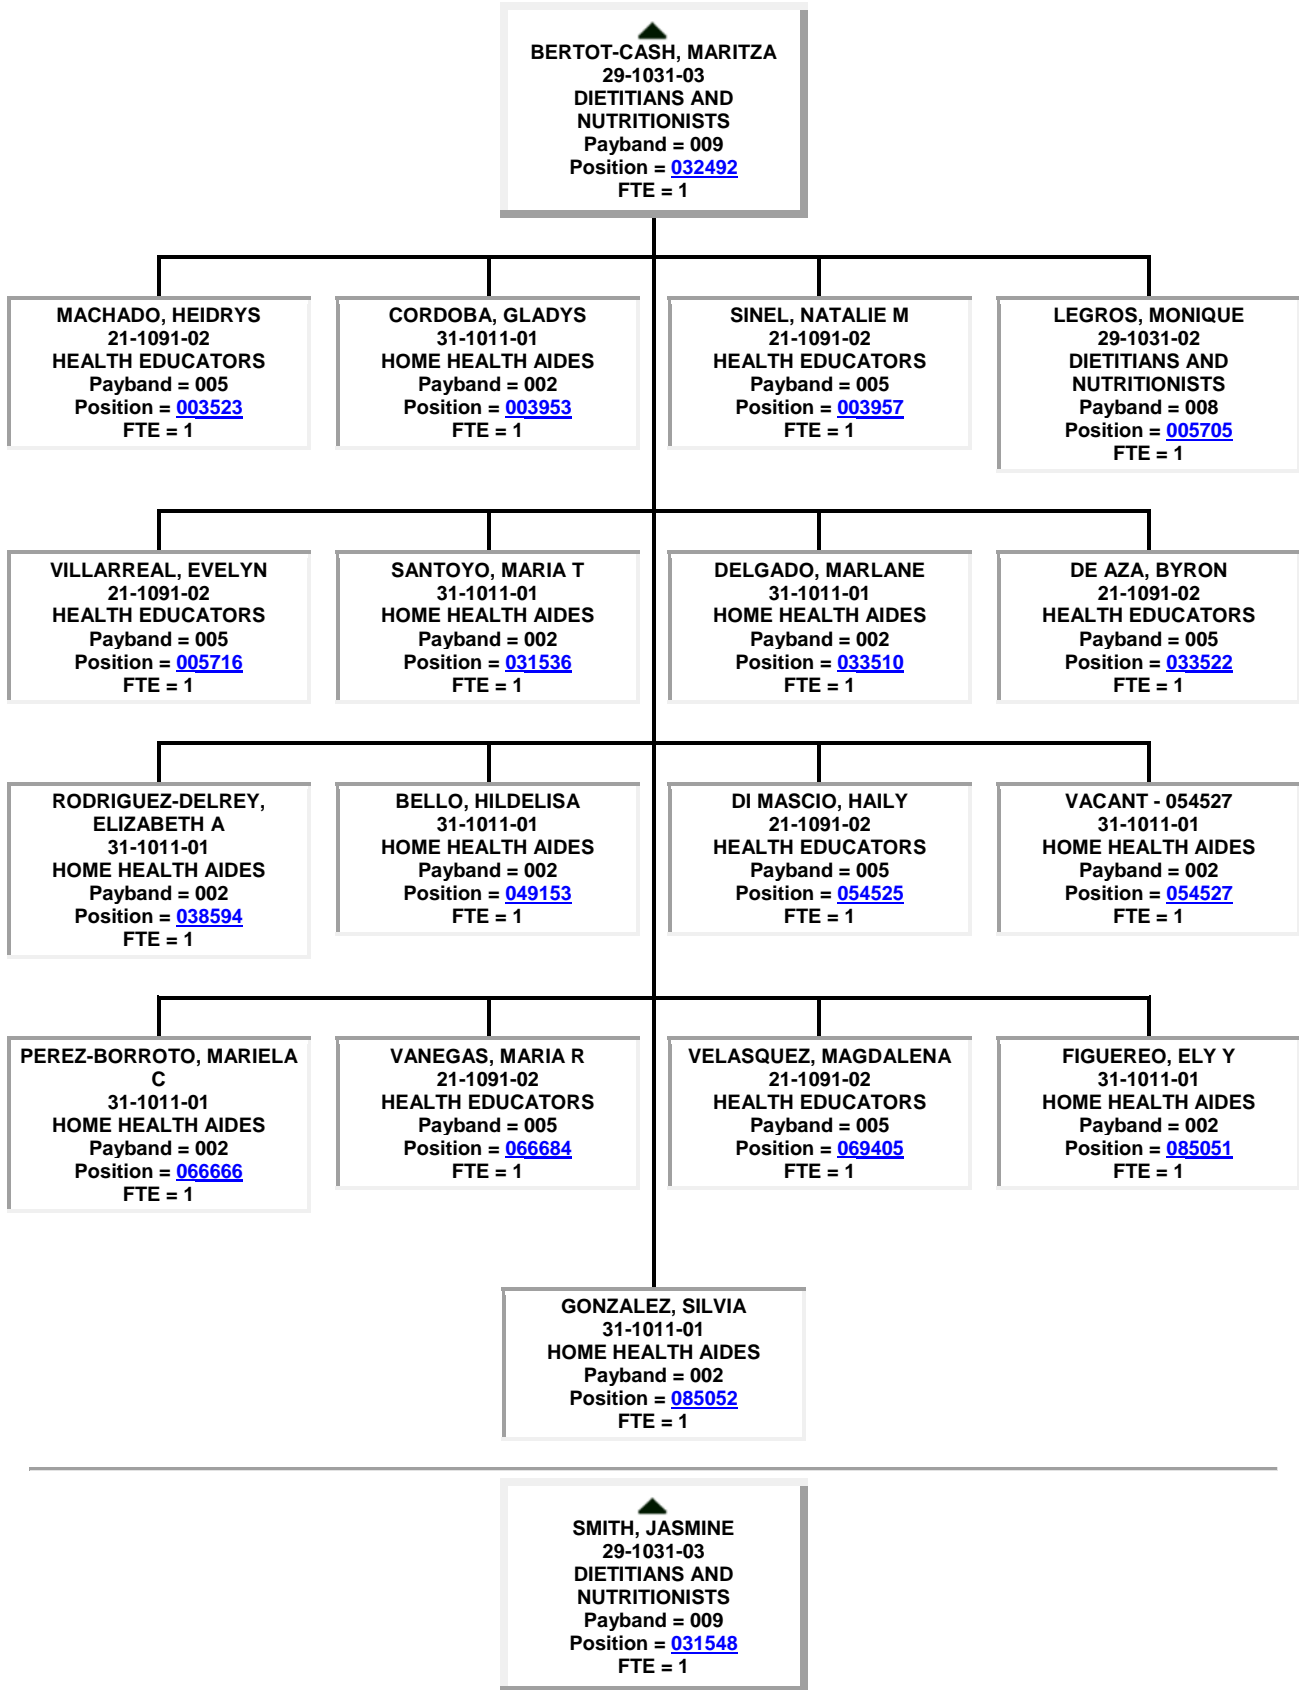 BERTOT-CASH, MARITZA
29-1031-03
DIETITIANS AND
NUTRITIONISTS
Payband = 009
Position = 032492
FTE = 1
MACHADO, HEIDRYS
21-1091-02
HEALTH EDUCATORS
Payband = 005
Position = 003523
FTE = 1
CORDOBA, GLADYS
31-1011-01
HOME HEALTH AIDES
Payband = 002
Position = 003953
FTE = 1
SINEL, NATALIE M
21-1091-02
HEALTH EDUCATORS
Payband = 005
Position = 003957
FTE = 1
LEGROS, MONIQUE
29-1031-02
DIETITIANS AND
NUTRITIONISTS
Payband = 008
Position = 005705
FTE = 1
VILLARREAL, EVELYN
21-1091-02
HEALTH EDUCATORS
Payband = 005
Position = 005716
FTE = 1
SANTOYO, MARIA T
31-1011-01
HOME HEALTH AIDES
Payband = 002
Position = 031536
FTE = 1
DELGADO, MARLANE
31-1011-01
HOME HEALTH AIDES
Payband = 002
Position = 033510
FTE = 1
DE AZA, BYRON
21-1091-02
HEALTH EDUCATORS
Payband = 005
Position = 033522
FTE = 1
RODRIGUEZ-DELREY,
ELIZABETH A
31-1011-01
HOME HEALTH AIDES
Payband = 002
Position = 038594
FTE = 1
BELLO, HILDELISA
31-1011-01
HOME HEALTH AIDES
Payband = 002
Position = 049153
FTE = 1
DI MASCIO, HAILY
21-1091-02
HEALTH EDUCATORS
Payband = 005
Position = 054525
FTE = 1
VACANT - 054527
31-1011-01
HOME HEALTH AIDES
Payband = 002
Position = 054527
FTE = 1
PEREZ-BORROTO, MARIELA
C
31-1011-01
HOME HEALTH AIDES
Payband = 002
Position = 066666
FTE = 1
VANEGAS, MARIA R
21-1091-02
HEALTH EDUCATORS
Payband = 005
Position = 066684
FTE = 1
VELASQUEZ, MAGDALENA
21-1091-02
HEALTH EDUCATORS
Payband = 005
Position = 069405
FTE = 1
FIGUEREO, ELY Y
31-1011-01
HOME HEALTH AIDES
Payband = 002
Position = 085051
FTE = 1
GONZALEZ, SILVIA
31-1011-01
HOME HEALTH AIDES
Payband = 002
Position = 085052
FTE = 1
SMITH, JASMINE
29-1031-03
DIETITIANS AND
NUTRITIONISTS
Payband = 009
Position = 031548
FTE = 1